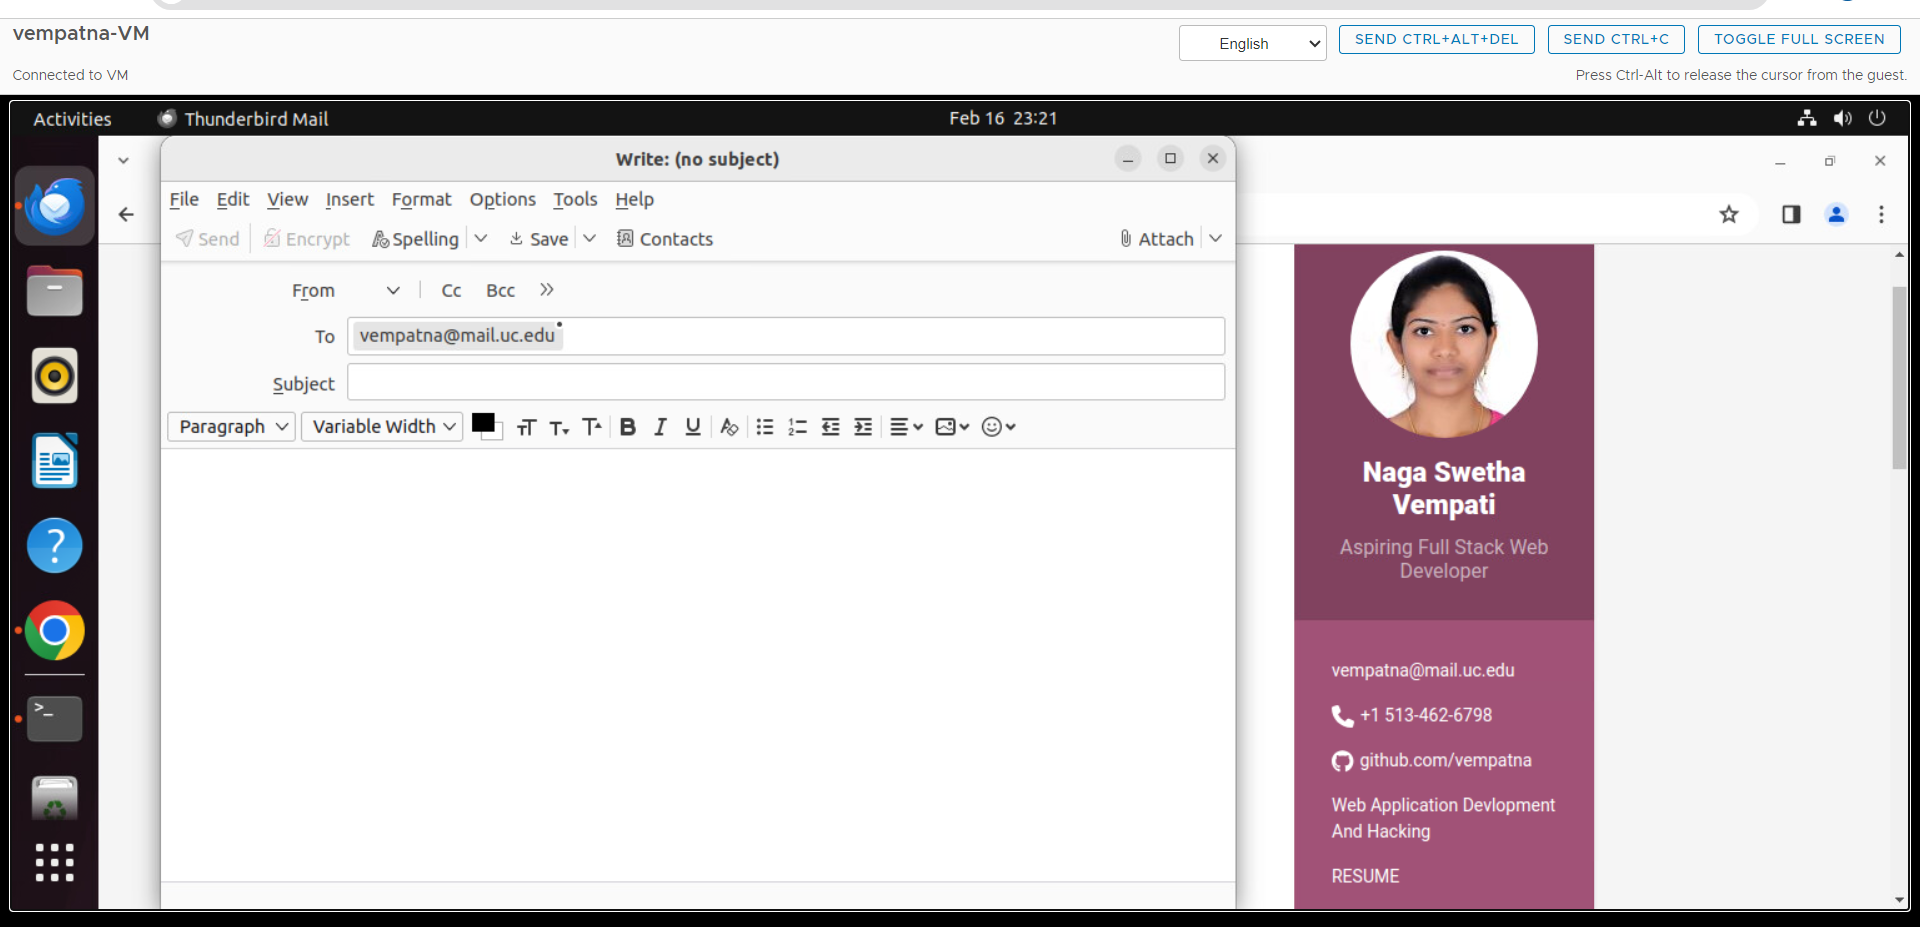 vempatna-VM
English
SEND CTRL+ALT+DEL
SEND CTRL+C
TOGGLE FULL SCREEN
Connected to VM
Press Ctrl-Alt to release the cursor from the guest.
Activities
Thunderbird Mail
Feb 16 23:21
Write: (no subject)
File Edit View Insert Format Options Tools Help
Send Encrypt Spelling Save Contacts Attach
From Cc Bcc
To vempatna@mail.uc.edu
Subject
Paragraph Variable Width
Naga Swetha
Vempati
Aspiring Full Stack Web
Developer
vempatna@mail.uc.edu
+1 513-462-6798
github.com/vempatna
Web Application Devlopment
And Hacking
RESUME